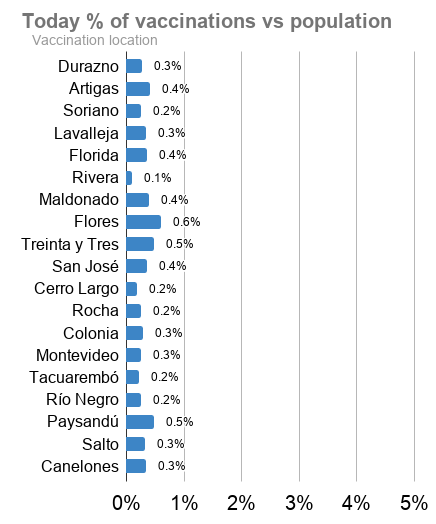 Today % of vaccinations vs population
Vaccination location
Durazno 0.3%
Artigas 0.4%
Soriano 0.2%
Lavalleja 0.3%
Florida 0.4%
Rivera 0.1%
Maldonado 0.4%
Flores 0.6%
Treinta y Tres 0.5%
San José 0.4%
Cerro Largo 0.2%
Rocha 0.2%
Colonia 0.3%
Montevideo 0.3%
Tacuarembó 0.2%
Río Negro 0.2%
Paysandú 0.5%
Salto 0.3%
Canelones 0.3%
0% 1% 2% 3% 4% 5%